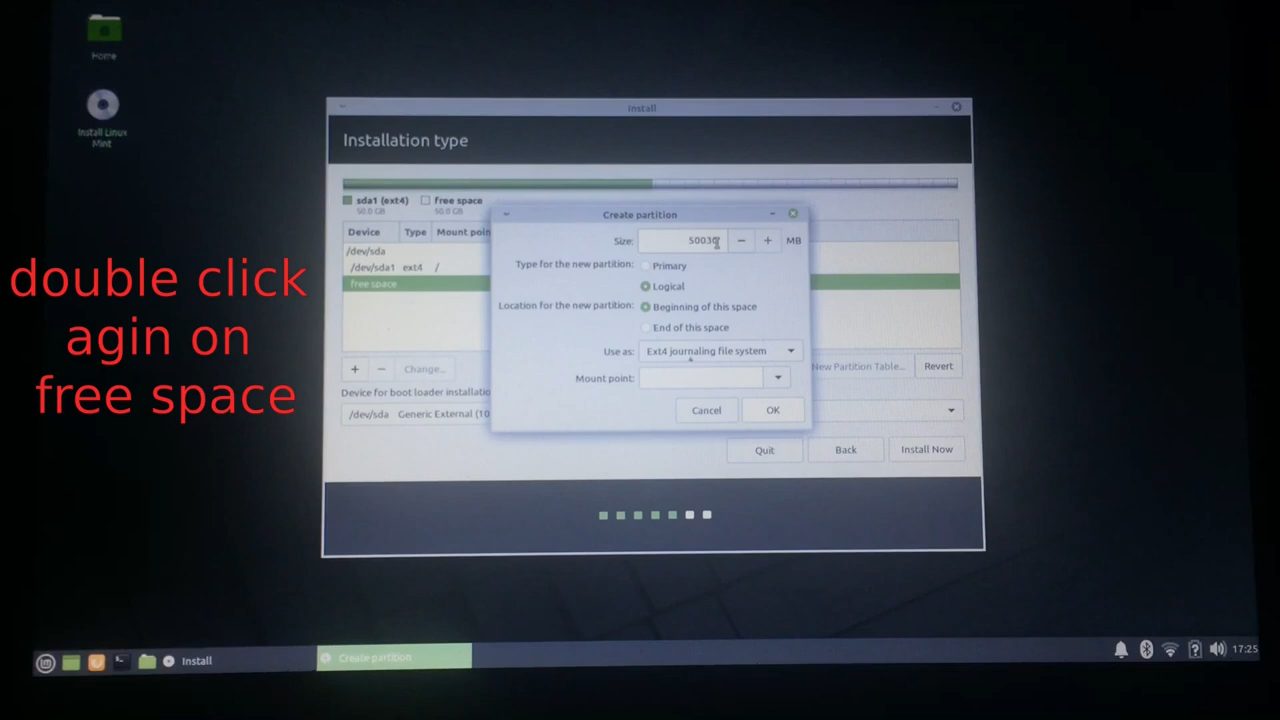 Home
Install Linux
Mint
Install
Installation type
sda1 (ext4) free space
50.0 GB 50.0 GB
Device Type Mount poin
/dev/sda
/dev/sda1 ext4 /
free space
+ − Change...
New Partition Table... Revert
Device for boot loader installatio
/dev/sda Generic External (10
Quit Back Install Now
Create partition
Size: − + MB
Type for the new partition: Primary
Logical
Location for the new partition: Beginning of this space
End of this space
Use as: Ext4 journaling file system
Mount point:
Cancel OK
double click
agin on
free space
Install
Create partition
17:25